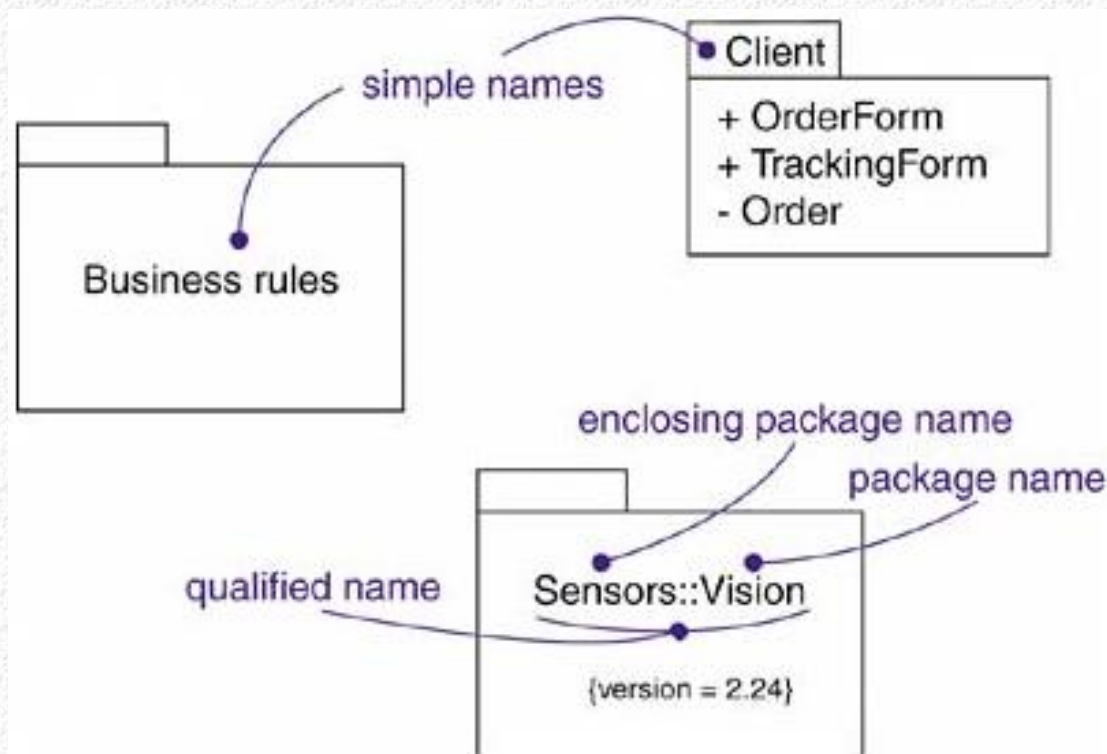 Client
simple names
+ OrderForm
+ TrackingForm
- Order
Business rules
enclosing package name
package name
qualified name
Sensors::Vision
{version = 2.24}